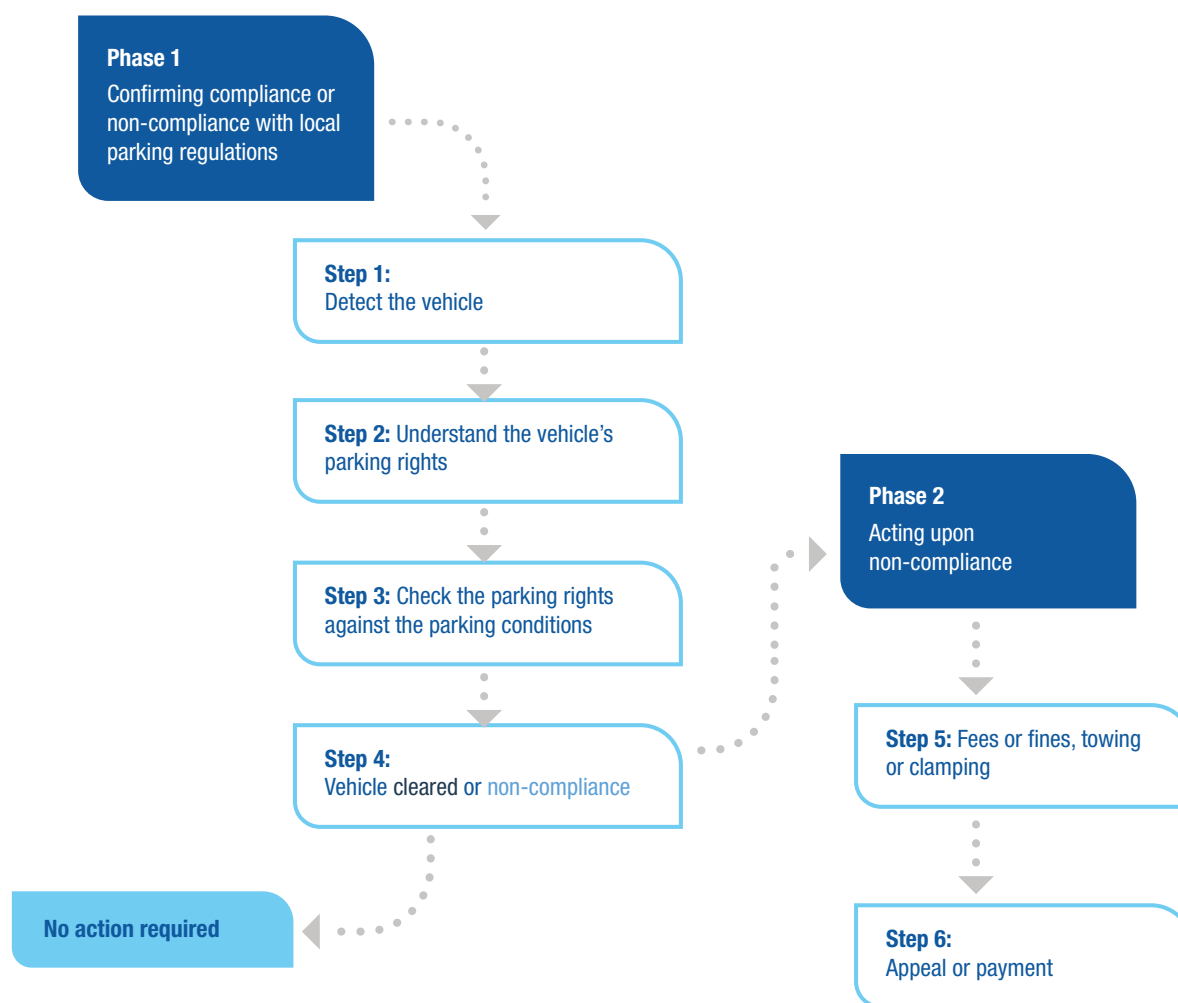 Phase 1
Confirming compliance or
non-compliance with local
parking regulations
Step 1:
Detect the vehicle
Step 2: Understand the vehicle’s
parking rights
Step 3: Check the parking rights
against the parking conditions
Step 4:
Vehicle cleared or non-compliance
No action required
Phase 2
Acting upon
non-compliance
Step 5: Fees or fines, towing
or clamping
Step 6:
Appeal or payment